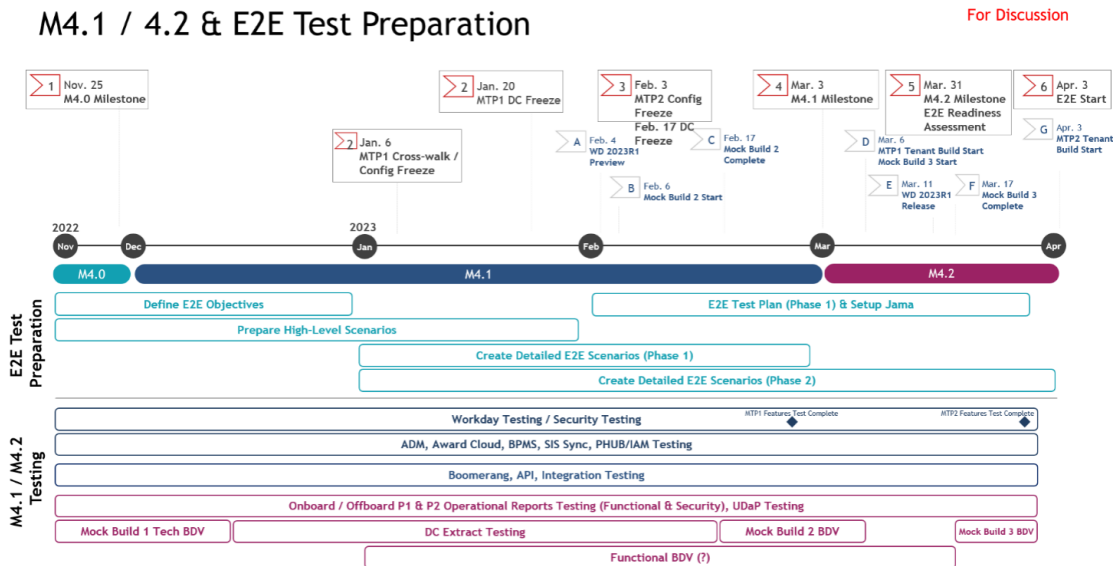 M4.1 / 4.2 & E2E Test Preparation
For Discussion
1
Nov. 25
M4.0 Milestone
2
Jan. 20
MTP1 DC Freeze
3
Feb. 3
MTP2 Config
Freeze
Feb. 17 DC
Freeze
4
Mar. 3
M4.1 Milestone
5
Mar. 31
M4.2 Milestone
E2E Readiness
Assessment
6
Apr. 3
E2E Start
2
Jan. 6
MTP1 Cross-walk /
Config Freeze
A
Feb. 4
WD 2023R1
Preview
B
Feb. 6
Mock Build 2 Start
C
Feb. 17
Mock Build 2
Complete
D
Mar. 6
MTP1 Tenant Build Start
Mock Build 3 Start
E
Mar. 11
WD 2023R1
Release
F
Mar. 17
Mock Build 3
Complete
G
Apr. 3
MTP2 Tenant
Build Start
2022
2023
Nov
Dec
Jan
Feb
Mar
Apr
M4.0
M4.1
M4.2
E2E Test
Preparation
Define E2E Objectives
E2E Test Plan (Phase 1) & Setup Jama
Prepare High-Level Scenarios
Create Detailed E2E Scenarios (Phase 1)
Create Detailed E2E Scenarios (Phase 2)
M4.1 / M4.2
Testing
Workday Testing / Security Testing
MTP1 Features Test Complete
MTP2 Features Test Complete
ADM, Award Cloud, BPMS, SIS Sync, PHUB/IAM Testing
Boomerang, API, Integration Testing
Onboard / Offboard P1 & P2 Operational Reports Testing (Functional & Security), UDaP Testing
Mock Build 1 Tech BDV
DC Extract Testing
Mock Build 2 BDV
Mock Build 3 BDV
Functional BDV (?)